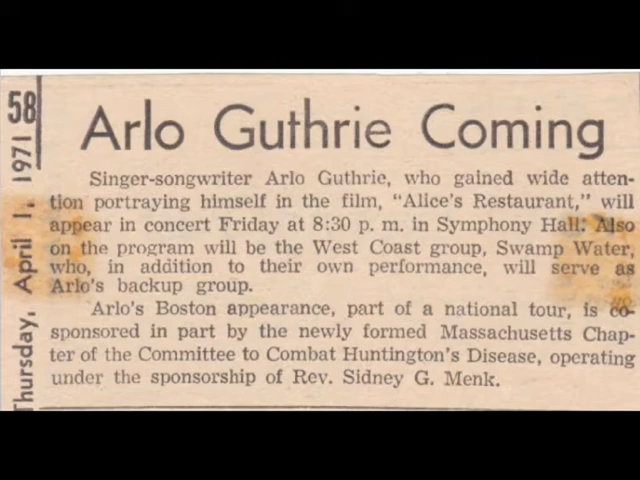 58
Thursday, April 1, 1971
Arlo Guthrie Coming
Singer-songwriter Arlo Guthrie, who gained wide atten-
tion portraying himself in the film, "Alice's Restaurant," will
appear in concert Friday at 8:30 p. m. in Symphony Hall. Also
on the program will be the West Coast group, Swamp Water,
who, in addition to their own performance, will serve as
Arlo's backup group.
Arlo's Boston appearance, part of a national tour, is co-
sponsored in part by the newly formed Massachusetts Chap-
ter of the Committee to Combat Huntington's Disease, operating
under the sponsorship of Rev. Sidney G. Menk.